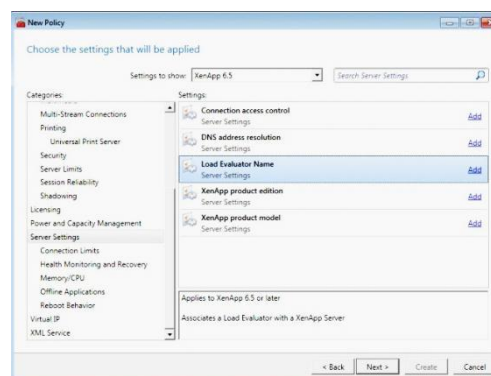 New Policy
Choose the settings that will be applied
Settings to show: XenApp 6.5
Search Server Settings
Categories:
Multi-Stream Connections
Printing
Universal Print Server
Security
Server Limits
Session Reliability
Shadowing
Licensing
Power and Capacity Management
Server Settings
Connection Limits
Health Monitoring and Recovery
Memory/CPU
Offline Applications
Reboot Behavior
Virtual IP
XML Service
Settings:
Connection access control
Server Settings
Add
DNS address resolution
Server Settings
Add
Load Evaluator Name
Server Settings
Add
XenApp product edition
Server Settings
Add
XenApp product model
Server Settings
Add
Applies to XenApp 6.5 or later
Associates a Load Evaluator with a XenApp Server
< Back
Next >
Create
Cancel